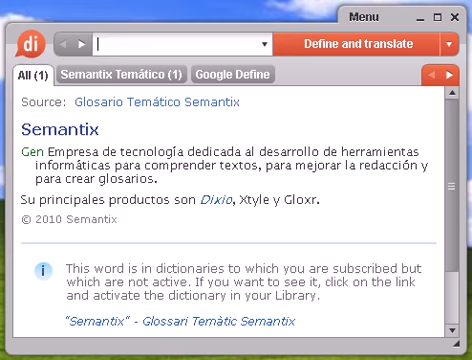 Menu
di
Define and translate
All (1)
Semantix Temático (1)
Google Define
Source: Glosario Temático Semantix
Semantix
Gen Empresa de tecnología dedicada al desarrollo de herramientas
informáticas para comprender textos, para mejorar la redacción y
para crear glosarios.
Su principales productos son Dixio, Xtyle y Gloxr.
© 2010 Semantix
i
This word is in dictionaries to which you are subscribed but
which are not active. If you want to see it, click on the link
and activate the dictionary in your Library.
"Semantix" - Glossari Temàtic Semantix